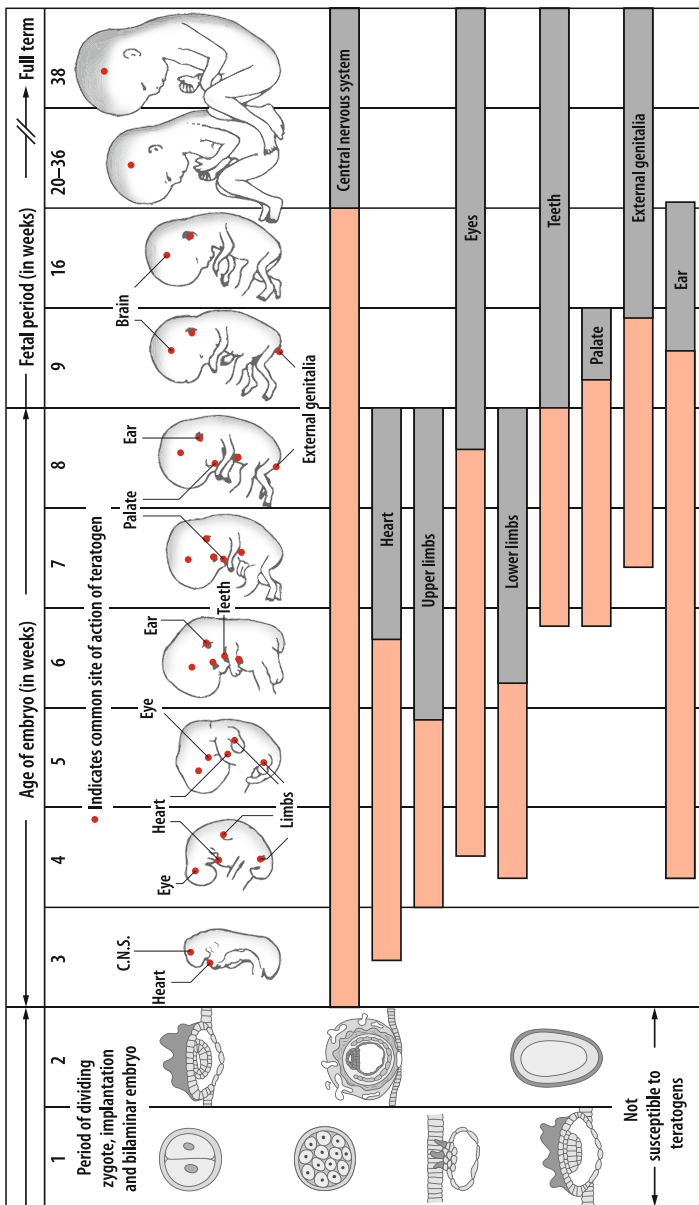 Age of embryo (in weeks)
Fetal period (in weeks)
Full term
1
2
3
4
5
6
7
8
9
16
20–36
38
Period of dividing
zygote, implantation
and bilaminar embryo
Indicates common site of action of teratogen
C.N.S.
Heart
Eye
Heart
Limbs
Eye
Ear
Teeth
Palate
Ear
Brain
External genitalia
Central nervous system
Heart
Upper limbs
Eyes
Lower limbs
Teeth
Palate
External genitalia
Ear
Not
susceptible to
teratogens